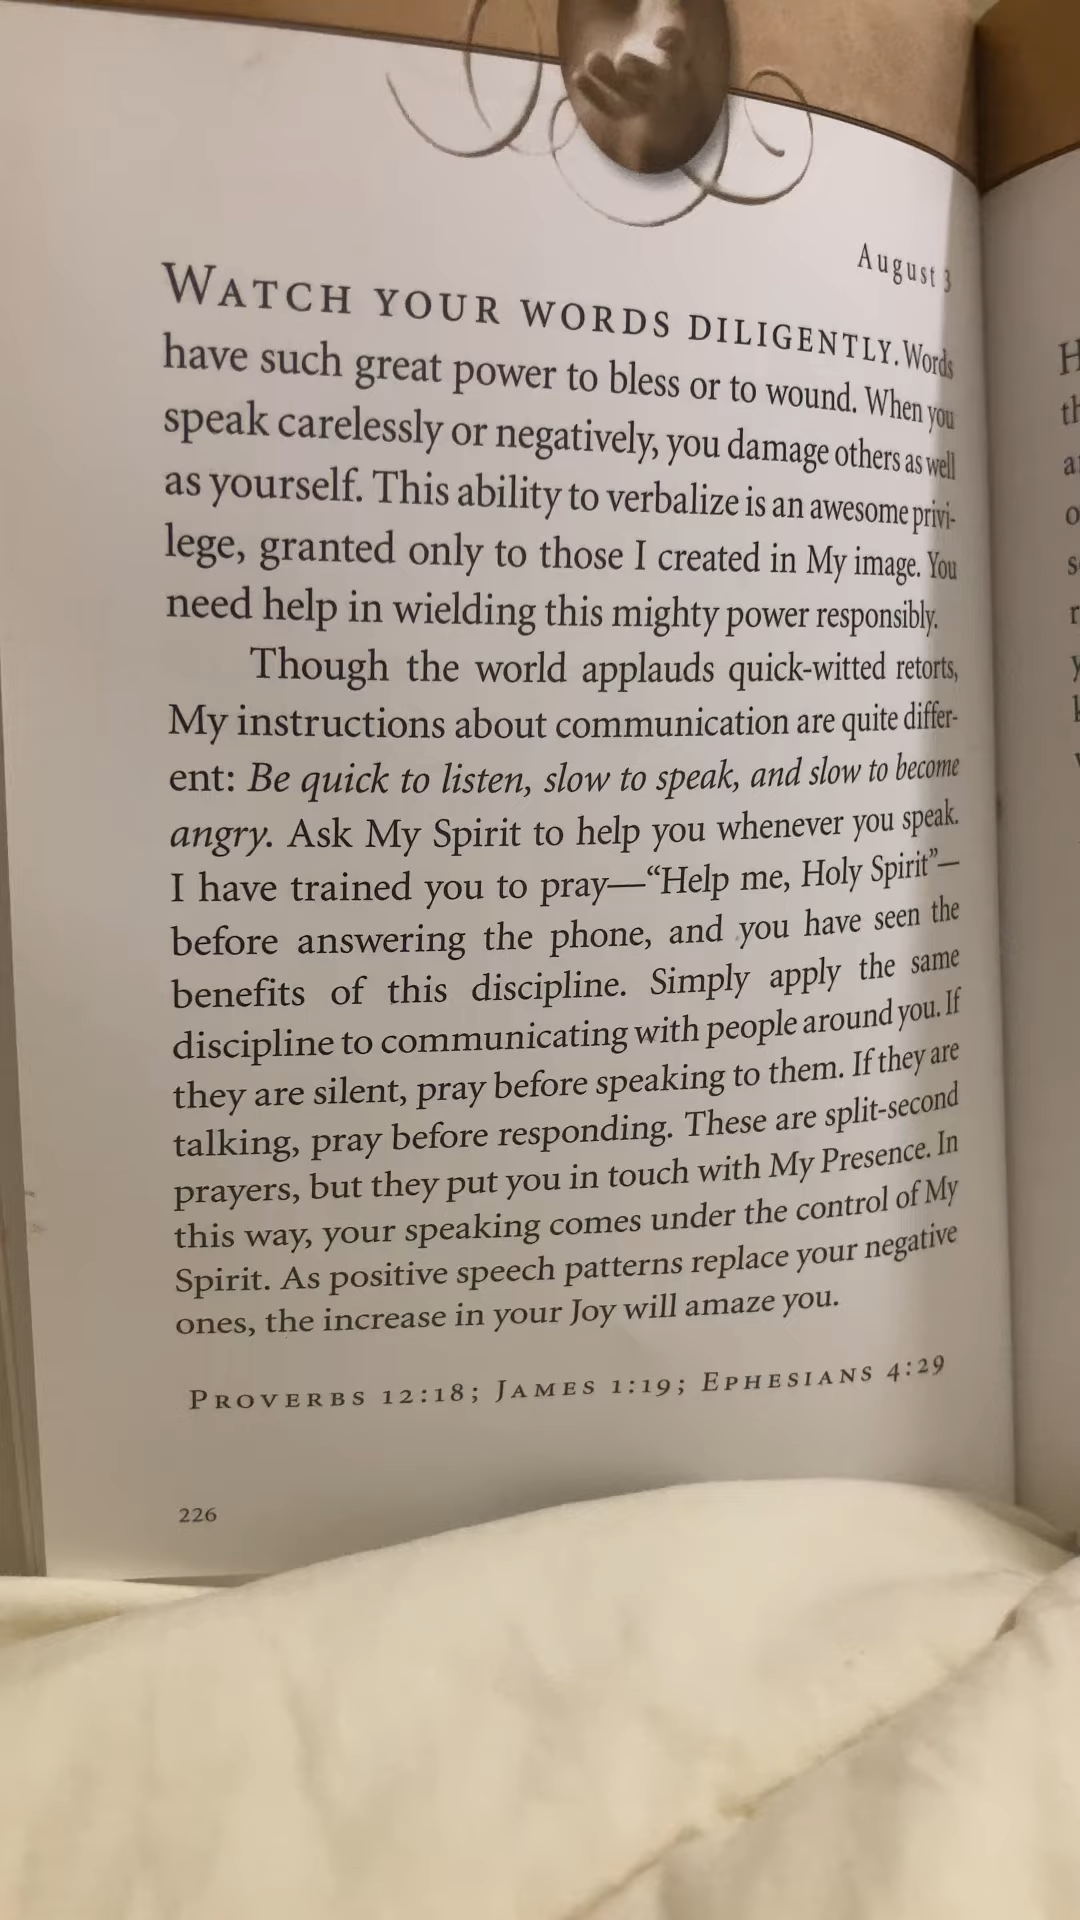 August 3
WATCH YOUR WORDS DILIGENTLY. Words
have such great power to bless or to wound. When you
speak carelessly or negatively, you damage others as well
as yourself. This ability to verbalize is an awesome privi-
lege, granted only to those I created in My image. You
need help in wielding this mighty power responsibly.
Though the world applauds quick-witted retorts,
My instructions about communication are quite differ-
ent: Be quick to listen, slow to speak, and slow to become
angry. Ask My Spirit to help you whenever you speak.
I have trained you to pray—“Help me, Holy Spirit”—
before answering the phone, and you have seen the
benefits of this discipline. Simply apply the same
discipline to communicating with people around you. If
they are silent, pray before speaking to them. If they are
talking, pray before responding. These are split-second
prayers, but they put you in touch with My Presence. In
this way, your speaking comes under the control of My
Spirit. As positive speech patterns replace your negative
ones, the increase in your Joy will amaze you.
PROVERBS 12:18; JAMES 1:19; EPHESIANS 4:29
226